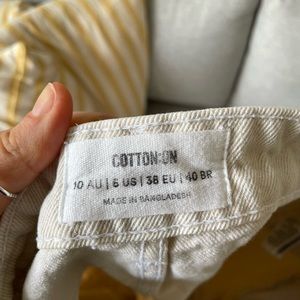 COTTON:ON
10 AU | 6 US | 38 EU | 40 BR
MADE IN BANGLADESH